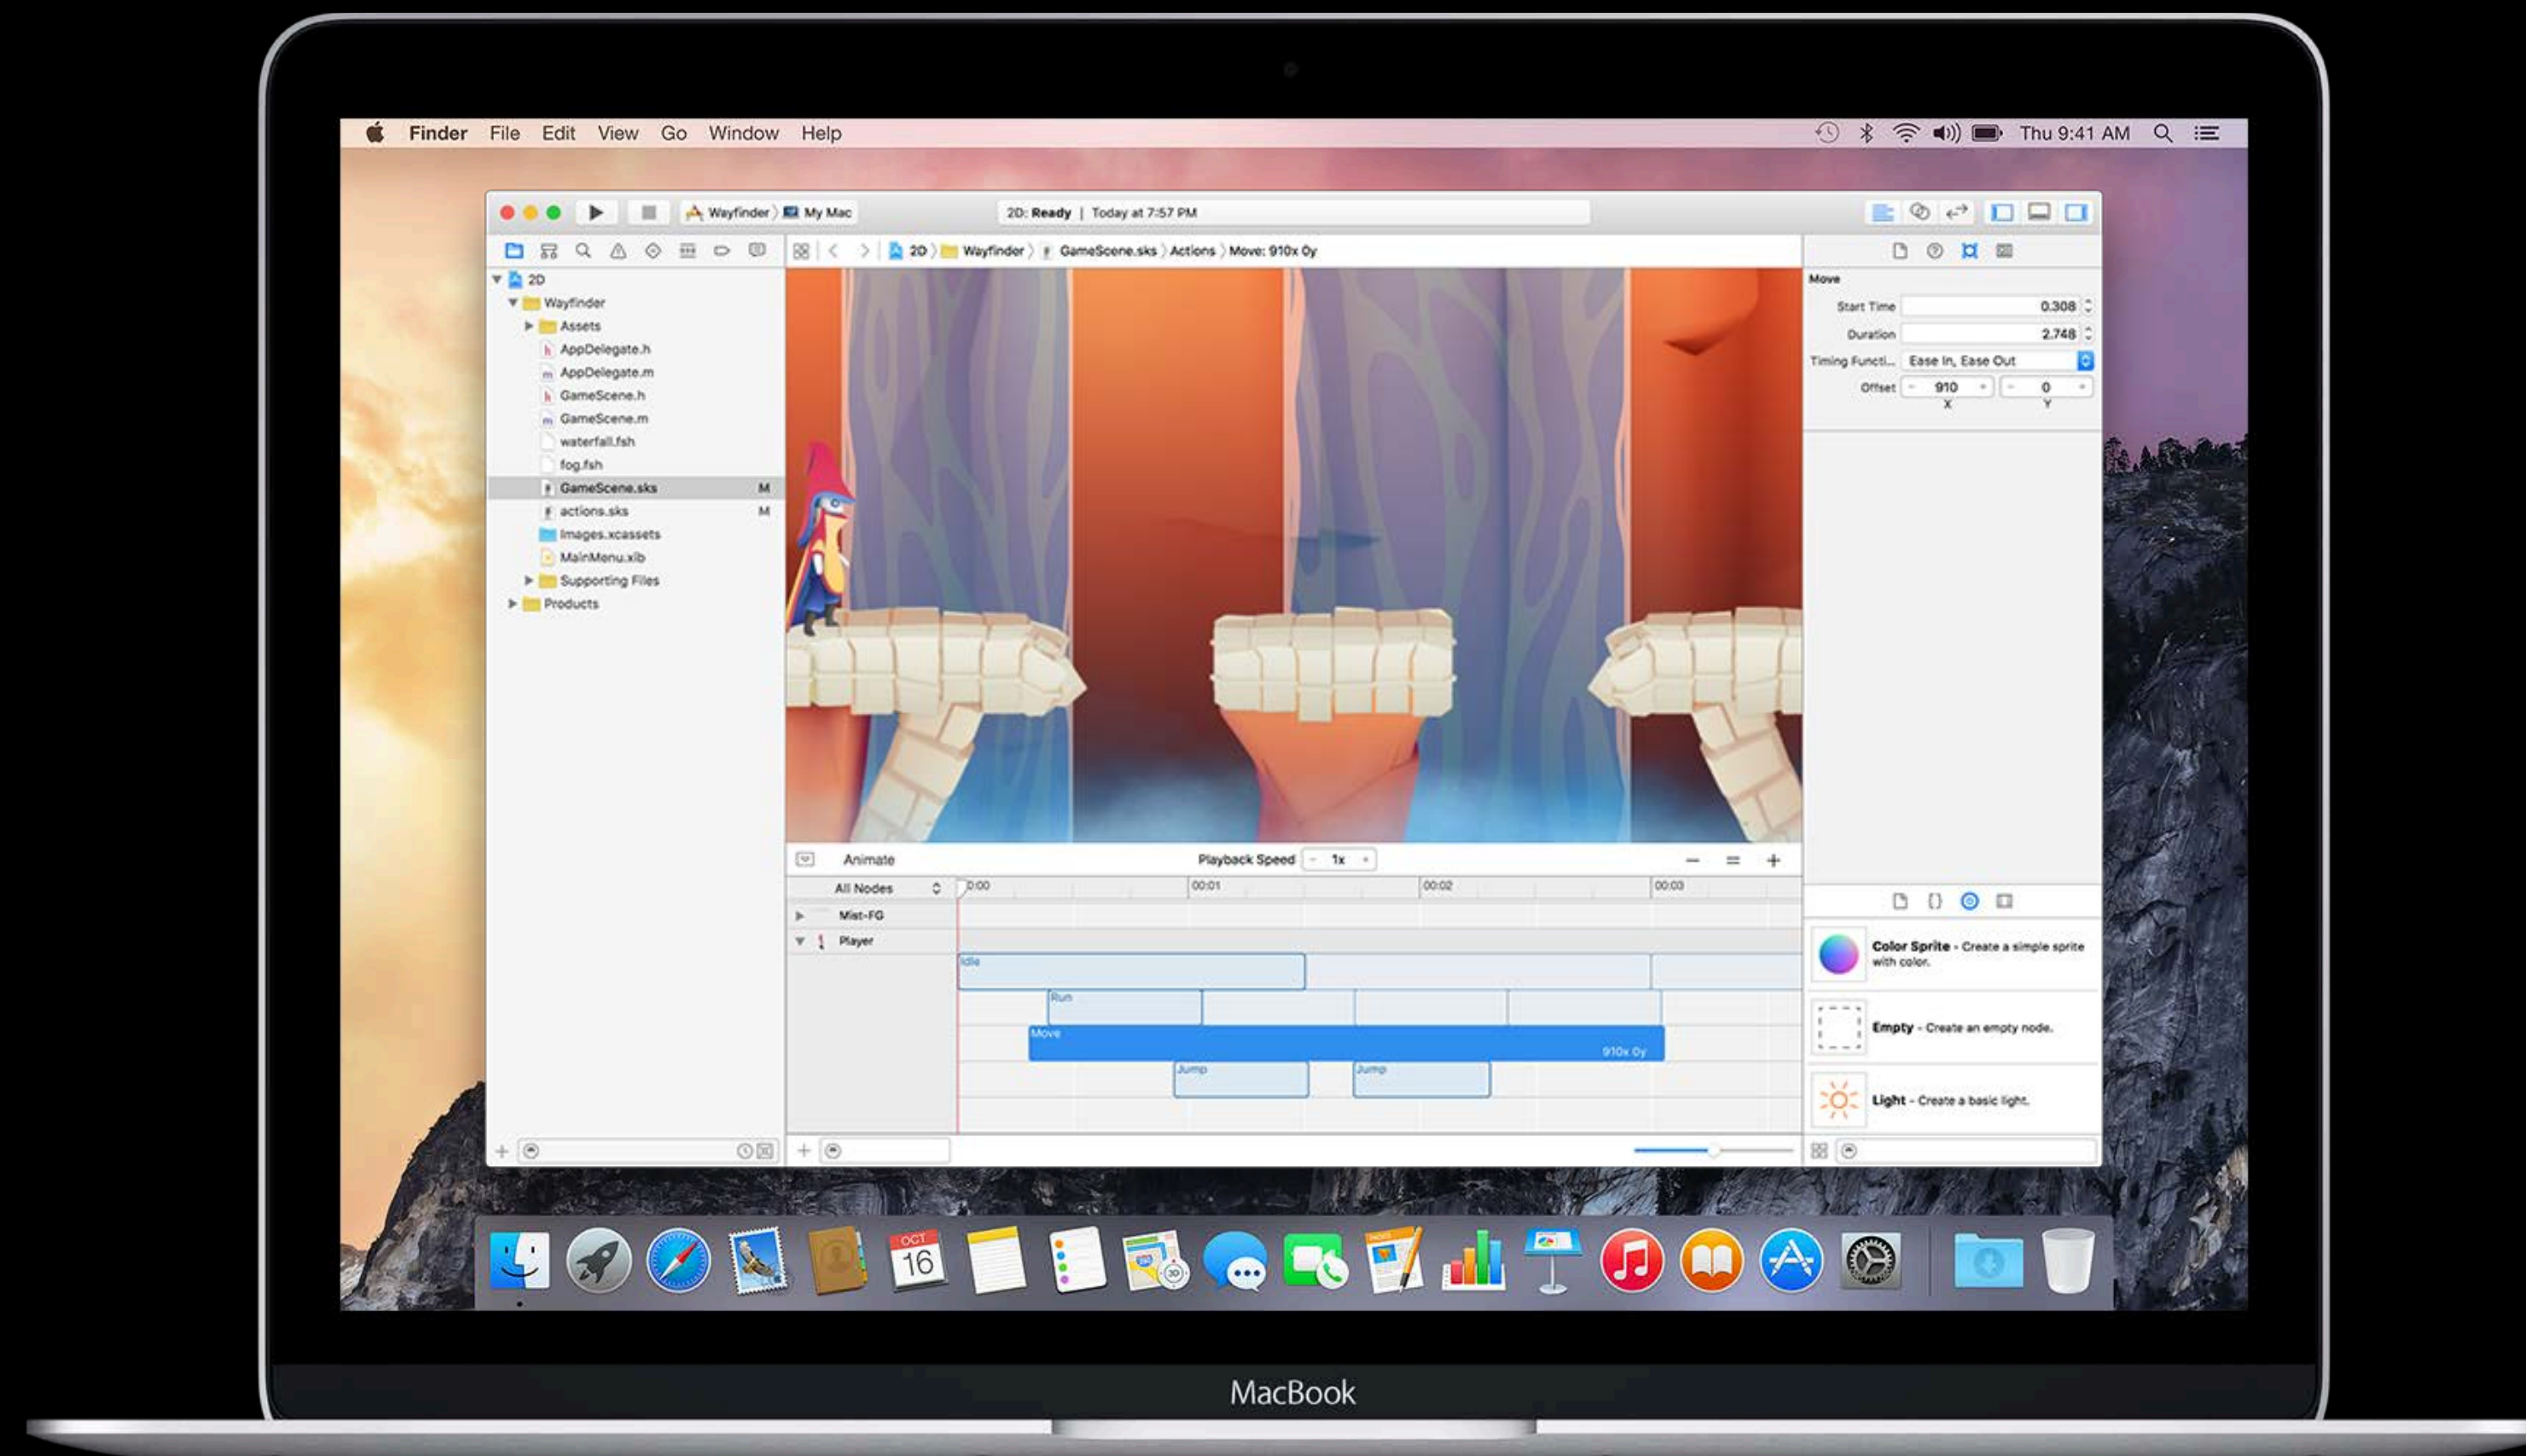 Finder File Edit View Go Window Help
Thu 9:41 AM
Wayfinder 〉 My Mac
2D: Ready | Today at 7:57 PM
2D 〉 Wayfinder 〉 GameScene.sks 〉 Actions 〉 Move: 910x 0y
2D
Wayfinder
Assets
h AppDelegate.h
m AppDelegate.m
h GameScene.h
m GameScene.m
waterfall.fsh
fog.fsh
GameScene.sks M
actions.sks M
Images.xcassets
MainMenu.xib
Supporting Files
Products
Move
Start Time 0.308
Duration 2.748
Timing Functi... Ease In, Ease Out
Offset - 910 + - 0 +
X Y
Animate
Playback Speed - 1x +
All Nodes
0:00 00:01 00:02 00:03
Mist-FG
Player
Idle
Run
Move
910x 0y
Jump Jump
Color Sprite - Create a simple sprite
with color.
Empty - Create an empty node.
Light - Create a basic light.
OCT
16
MacBook